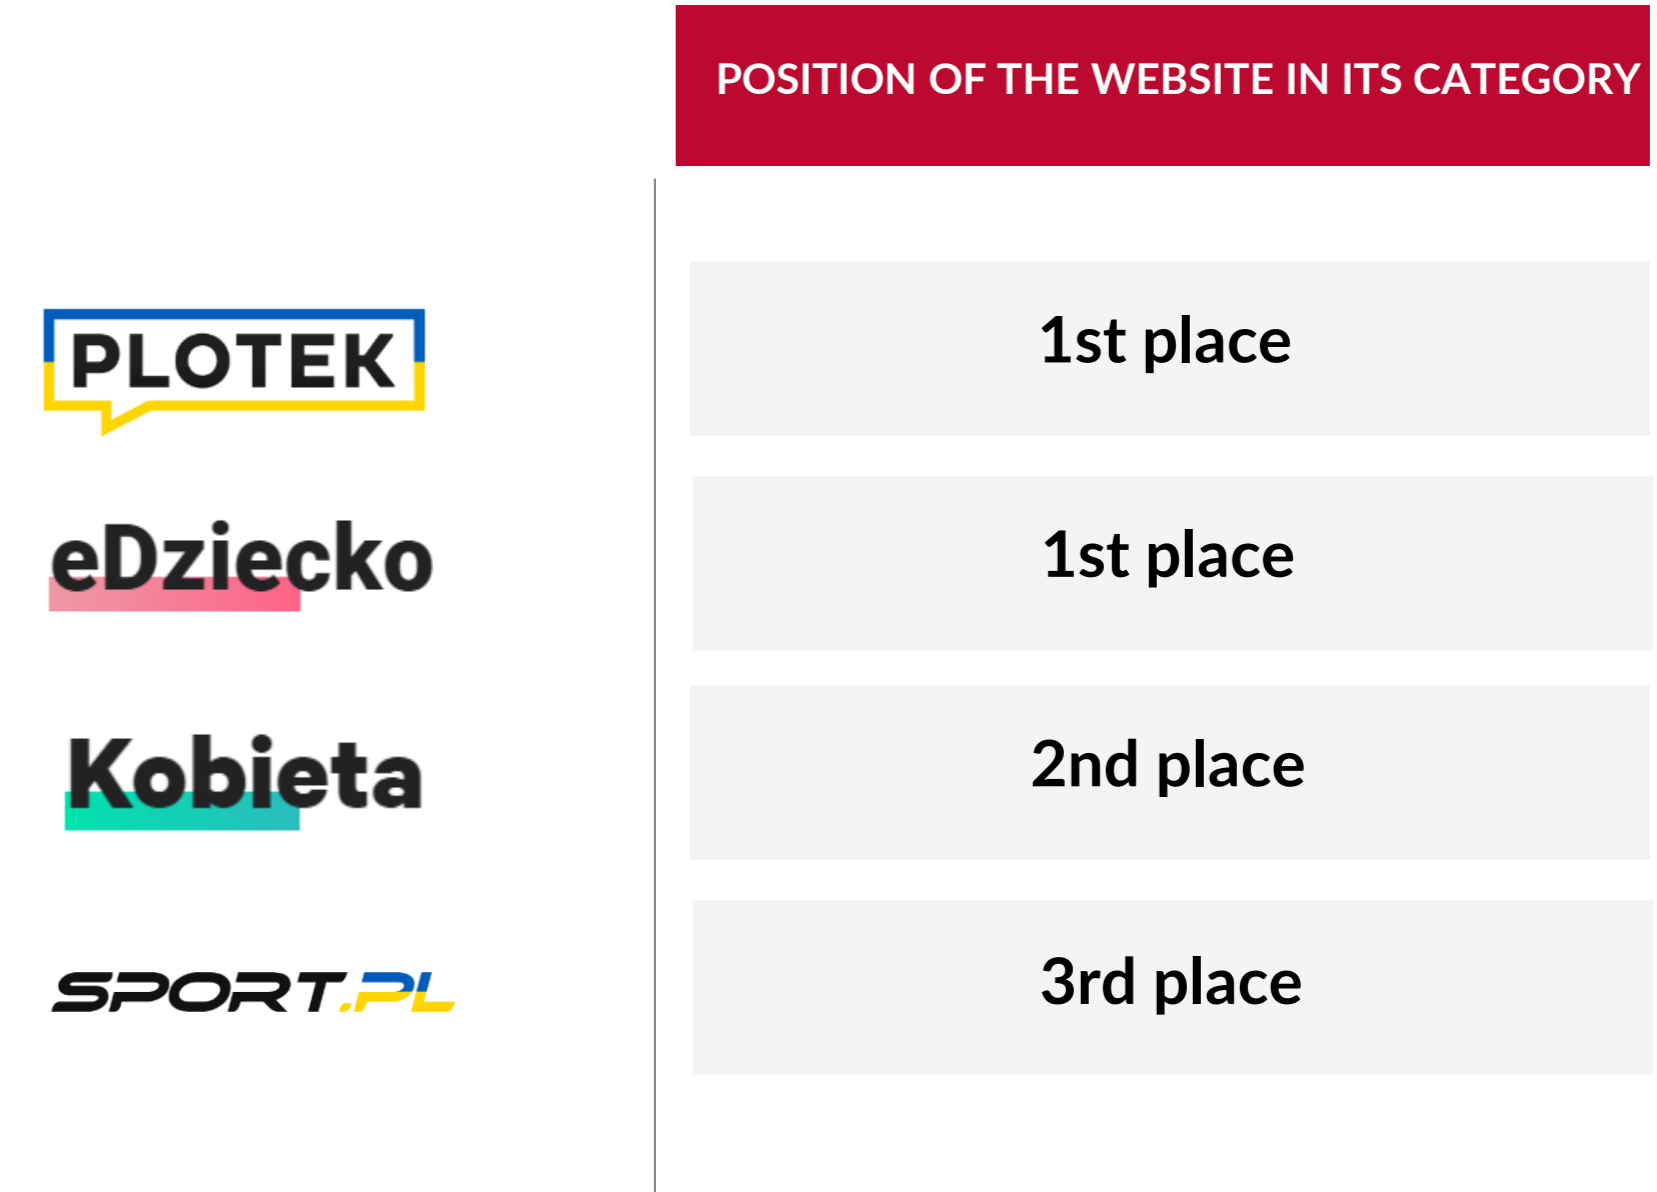 POSITION OF THE WEBSITE IN ITS CATEGORY
PLOTEK
1st place
eDziecko
1st place
Kobieta
2nd place
SPORT.PL
3rd place